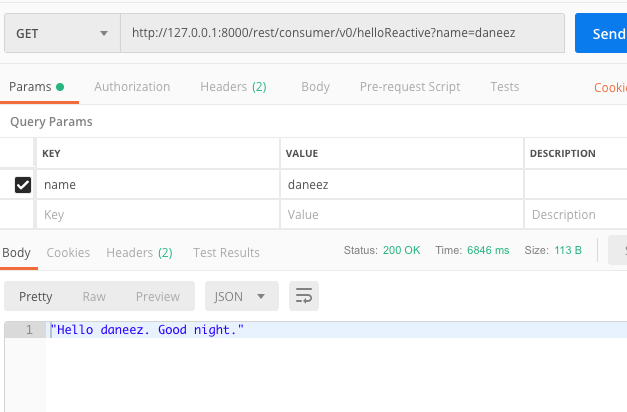 GET http://127.0.0.1:8000/rest/consumer/v0/helloReactive?name=daneez Send
Params Authorization Headers (2) Body Pre-request Script Tests Cookie
Query Params
KEY VALUE DESCRIPTION
name daneez
Key Value Description
Body Cookies Headers (2) Test Results Status: 200 OK Time: 6846 ms Size: 113 B
Pretty Raw Preview JSON
1 "Hello daneez. Good night."